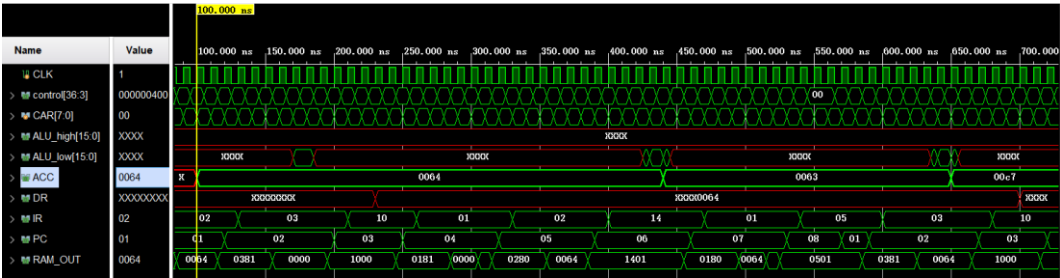 100.000 ns
Name Value 100.000 ns 150.000 ns 200.000 ns 250.000 ns 300.000 ns 350.000 ns 400.000 ns 450.000 ns 500.000 ns 550.000 ns 600.000 ns 650.000 ns 700.000
CLK 1
control[36:3] 000000400 00
CAR[7:0] 00
ALU_high[15:0] XXXX XXXX
ALU_low[15:0] XXXX XXXX XXXX XXXX XXXX
ACC 0064 X 0064 0063 00c7
DR XXXXXXXX XXXXXXXX XXXX0064 XXXX
IR 02 02 03 10 01 02 14 01 05 03 10
PC 01 01 02 03 04 05 06 07 08 01 02 03
RAM_OUT 0064 0064 0381 0000 1000 0181 0000 0280 0064 1401 0180 0064 0501 0381 0064 1000